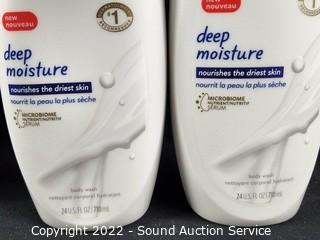 new
nouveau
#1
deep
moisture
nourishes the driest skin
nourrit la peau la plus sèche
MICROBIOME
NUTRIENT/NUTRITIF
SERUM
body wash
nettoyant corporel hydratant
24 U.S. FL OZ (710 mL)
new
nouveau
#1
deep
moisture
nourishes the driest skin
nourrit la peau la plus sèche
MICROBIOME
NUTRIENT/NUTRITIF
SÉRUM
body wash
nettoyant corporel hydratant
24 U.S. FL OZ (710 mL)
Copyright 2022 - Sound Auction Service